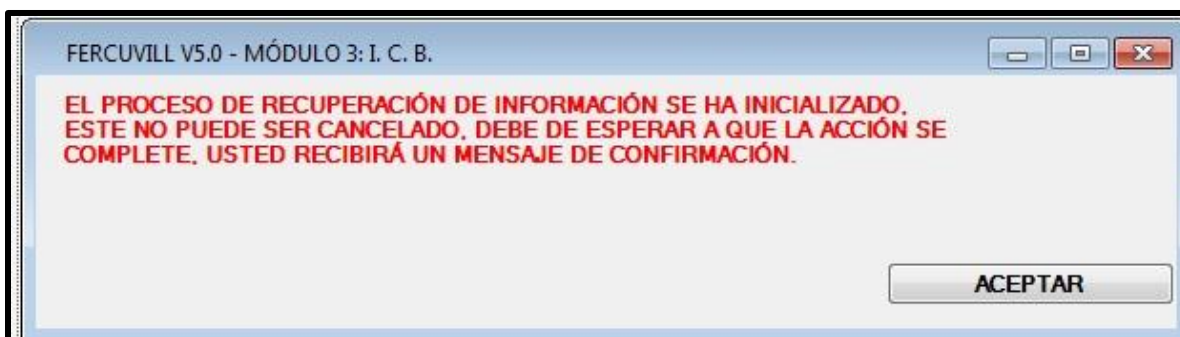 FERCUVILL V5.0 - MÓDULO 3: I. C. B.
EL PROCESO DE RECUPERACIÓN DE INFORMACIÓN SE HA INICIALIZADO,
ESTE NO PUEDE SER CANCELADO, DEBE DE ESPERAR A QUE LA ACCIÓN SE
COMPLETE, USTED RECIBIRÁ UN MENSAJE DE CONFIRMACIÓN.
ACEPTAR